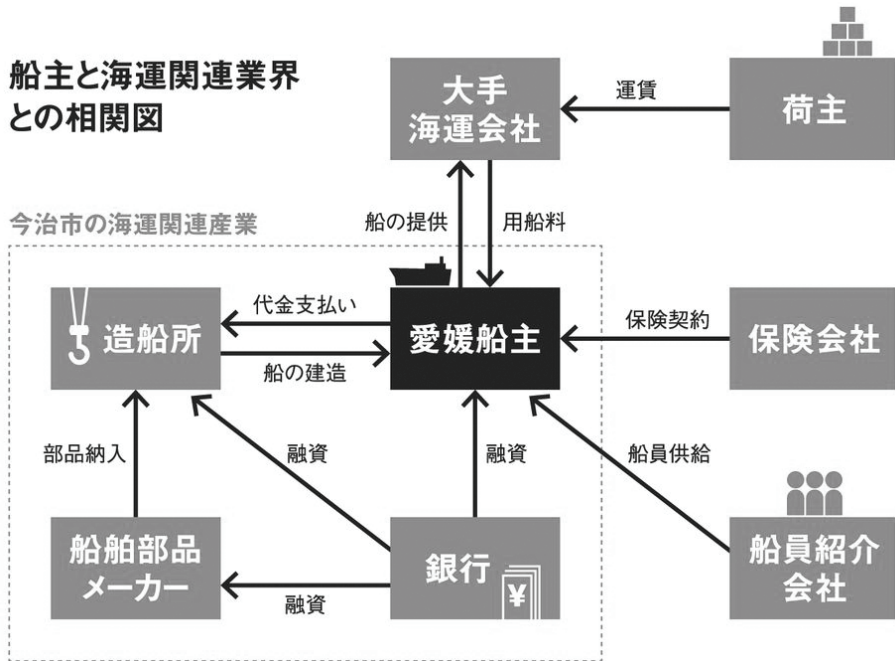 船主と海運関連業界
との相関図
大手
海運会社
運賃
荷主
今治市の海運関連産業
船の提供
用船料
造船所
代金支払い
船の建造
愛媛船主
保険契約
保険会社
部品納入
融資
融資
船員供給
船舶部品
メーカー
融資
銀行
¥
船員紹介
会社